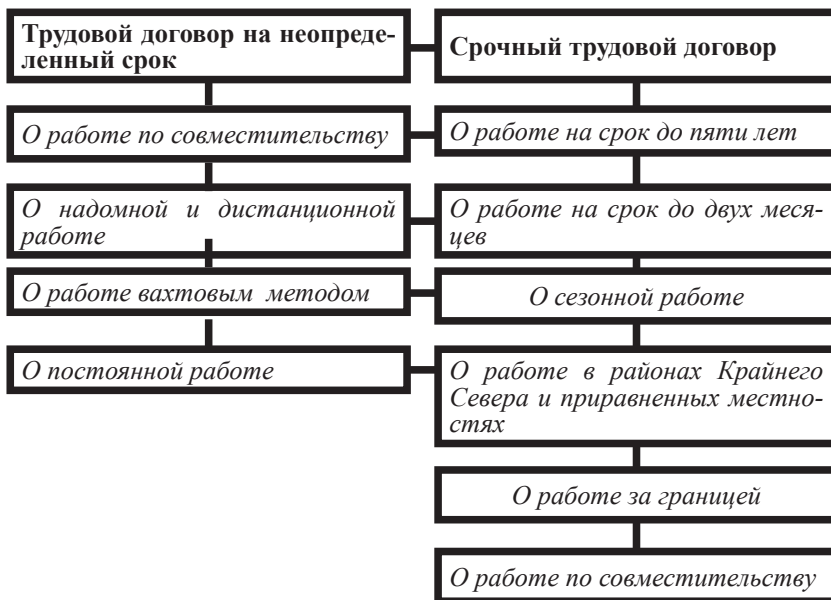 Трудовой договор на неопреде-
ленный срок
О работе по совместительству
О надомной и дистанционной
работе
О работе вахтовым методом
О постоянной работе
Срочный трудовой договор
О работе на срок до пяти лет
О работе на срок до двух меся-
цев
О сезонной работе
О работе в районах Крайнего
Севера и приравненных местно-
стях
О работе за границей
О работе по совместительству